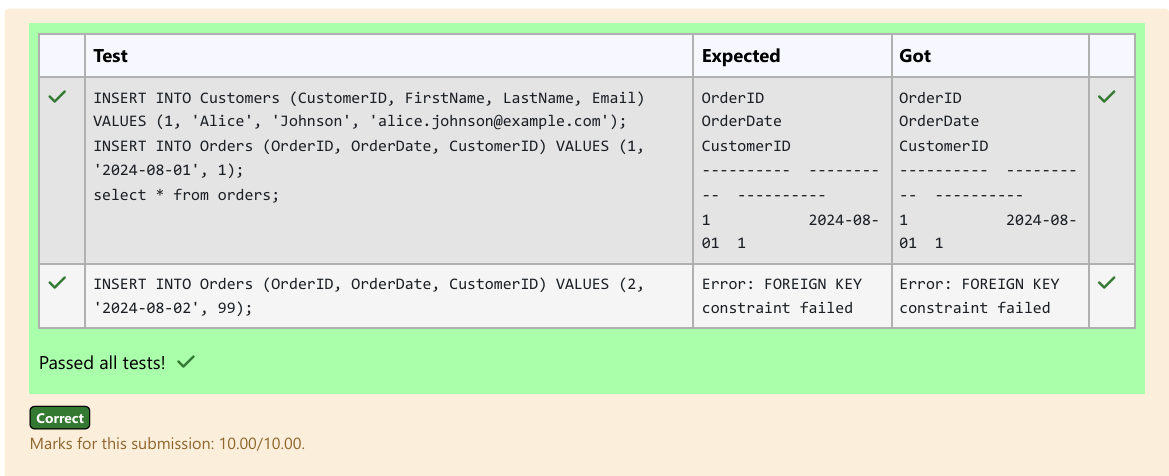 Test Expected Got
INSERT INTO Customers (CustomerID, FirstName, LastName, Email)
VALUES (1, 'Alice', 'Johnson', 'alice.johnson@example.com');
INSERT INTO Orders (OrderID, OrderDate, CustomerID) VALUES (1,
'2024-08-01', 1);
select * from orders;
OrderID
OrderDate
CustomerID
----------  --------
--  ----------
1           2024-08-
01  1
OrderID
OrderDate
CustomerID
----------  --------
--  ----------
1           2024-08-
01  1
INSERT INTO Orders (OrderID, OrderDate, CustomerID) VALUES (2,
'2024-08-02', 99);
Error: FOREIGN KEY
constraint failed
Error: FOREIGN KEY
constraint failed
Passed all tests!
Correct
Marks for this submission: 10.00/10.00.